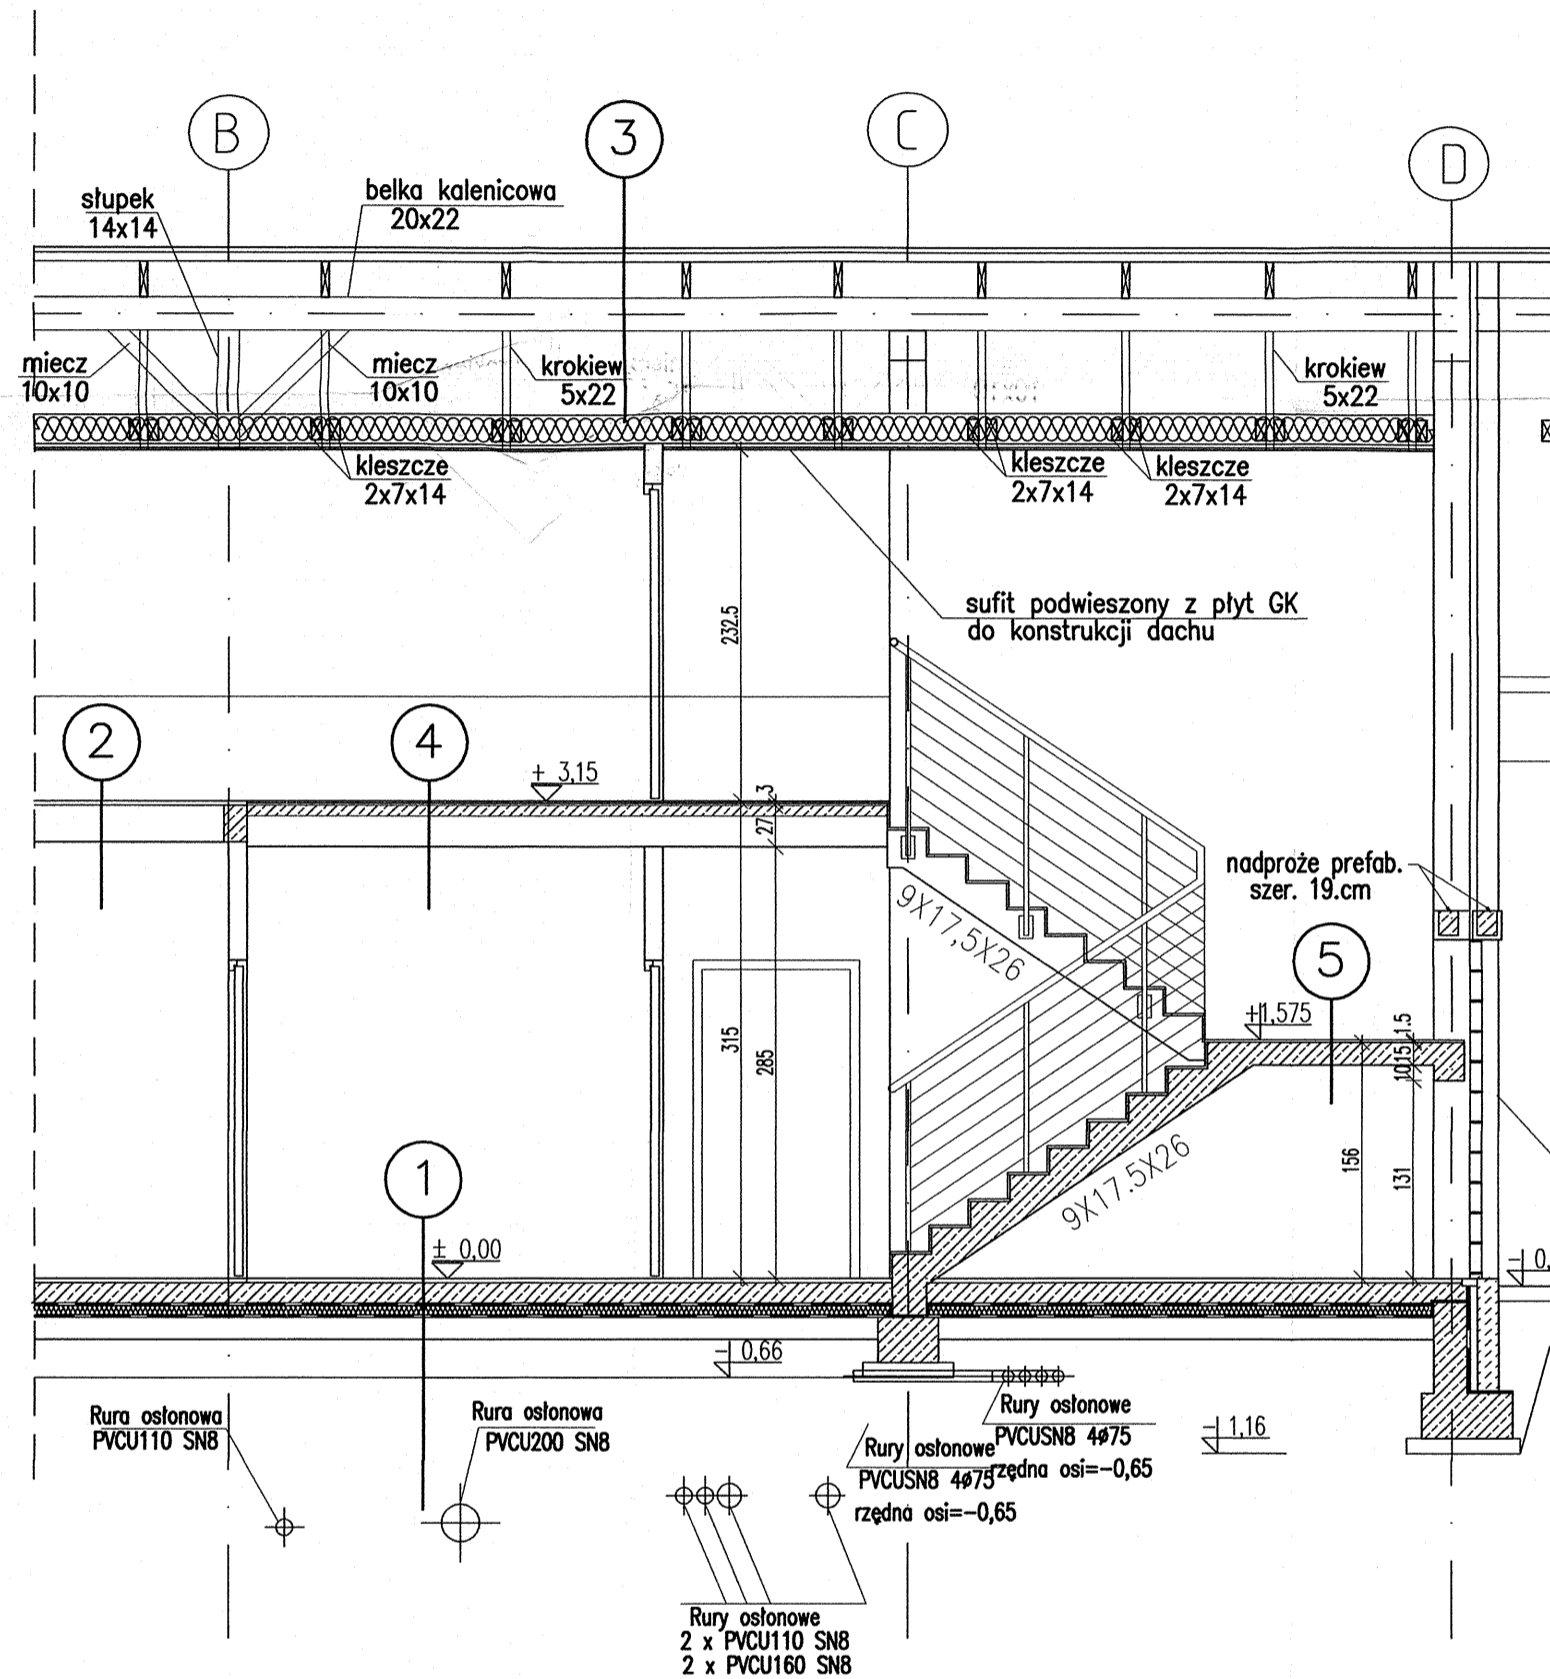 B
3
C
D
słupek
14x14
belka kalenicowa
20x22
miecz
10x10
miecz
10x10
krokiew
5x22
krokiew
5x22
kleszcze
2x7x14
kleszcze
2x7x14
kleszcze
2x7x14
232.5
sufit podwieszony z płyt GK
do konstrukcji dachu
2
4
+ 3,15
3
27
nadproże prefab.
szer. 19.cm
9X17,5X26
5
+1,575
1.5
15
10
315
285
156
131
9X17.5X26
1
± 0,00
- 0,
- 0,66
Rura osłonowa
PVCU110 SN8
Rura osłonowa
PVCU200 SN8
Rury osłonowe
PVCUSN8 4ø75
rzędna osi=-0,65
- 1,16
Rury osłonowe
PVCUSN8 4ø75
rzędna osi=-0,65
Rury osłonowe
2 x PVCU110 SN8
2 x PVCU160 SN8